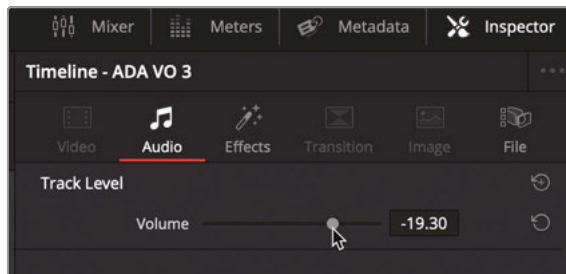 Mixer Meters Metadata Inspector
Timeline - ADA VO 3
Video Audio Effects Transition Image File
Track Level
Volume -19.30